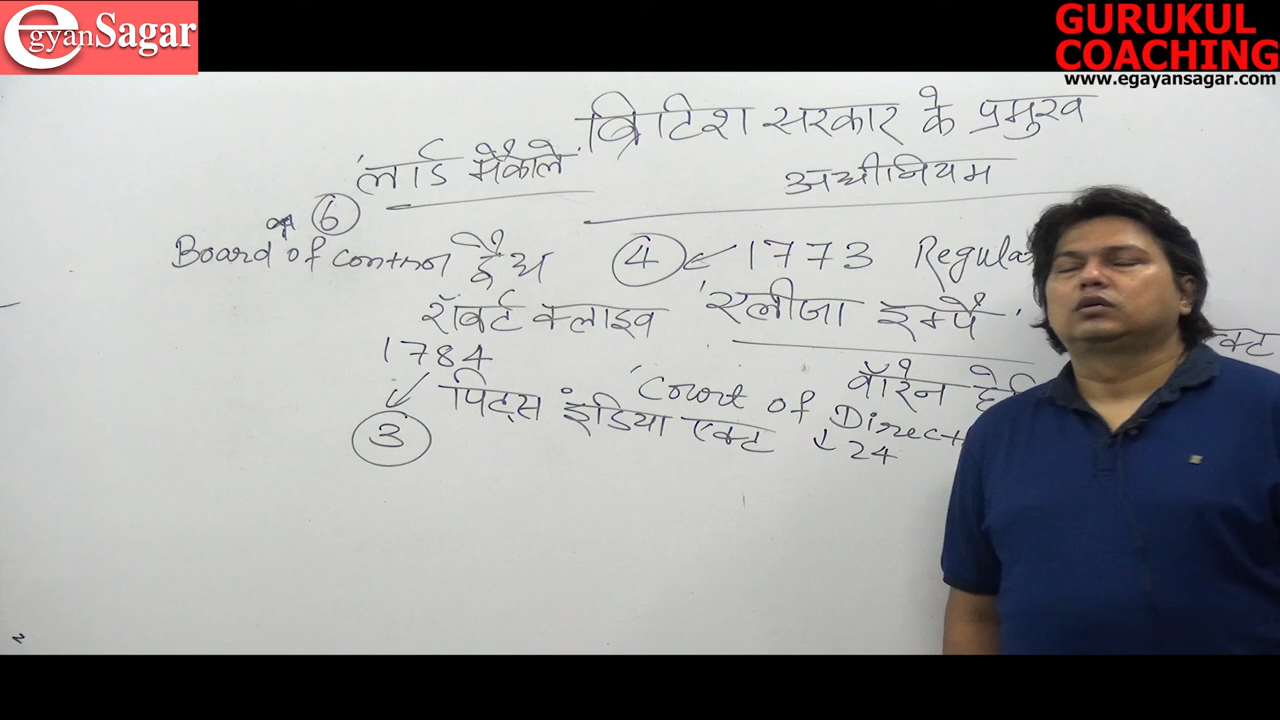 egyanSagar
GURUKUL
COACHING
www.egayansagar.com
ब्रिटिश सरकार के प्रमुख
'लार्ड मैकाले'
अधीनियम
6
Board of control द्वैध
4 1773 Regula
रॉबर्ट क्लाइव 'एलीजा इम्पै'
क्ट
1784
पिट्स इंडिया एक्ट 'Court of Direct
वॉरेन हे
3
24